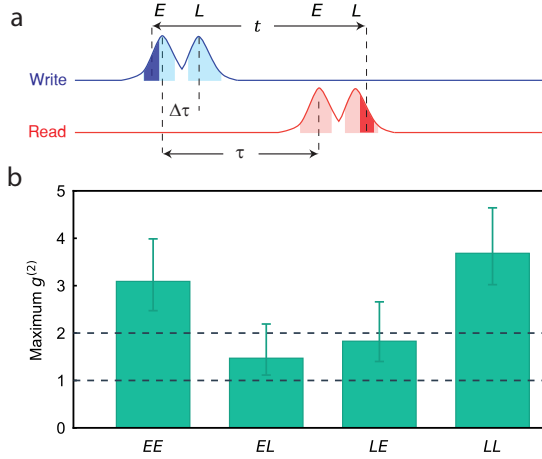 a
E L E L
t
Write
Δτ
Read
τ
b
Maximum g(2)
5
4
3
2
1
0
EE EL LE LL